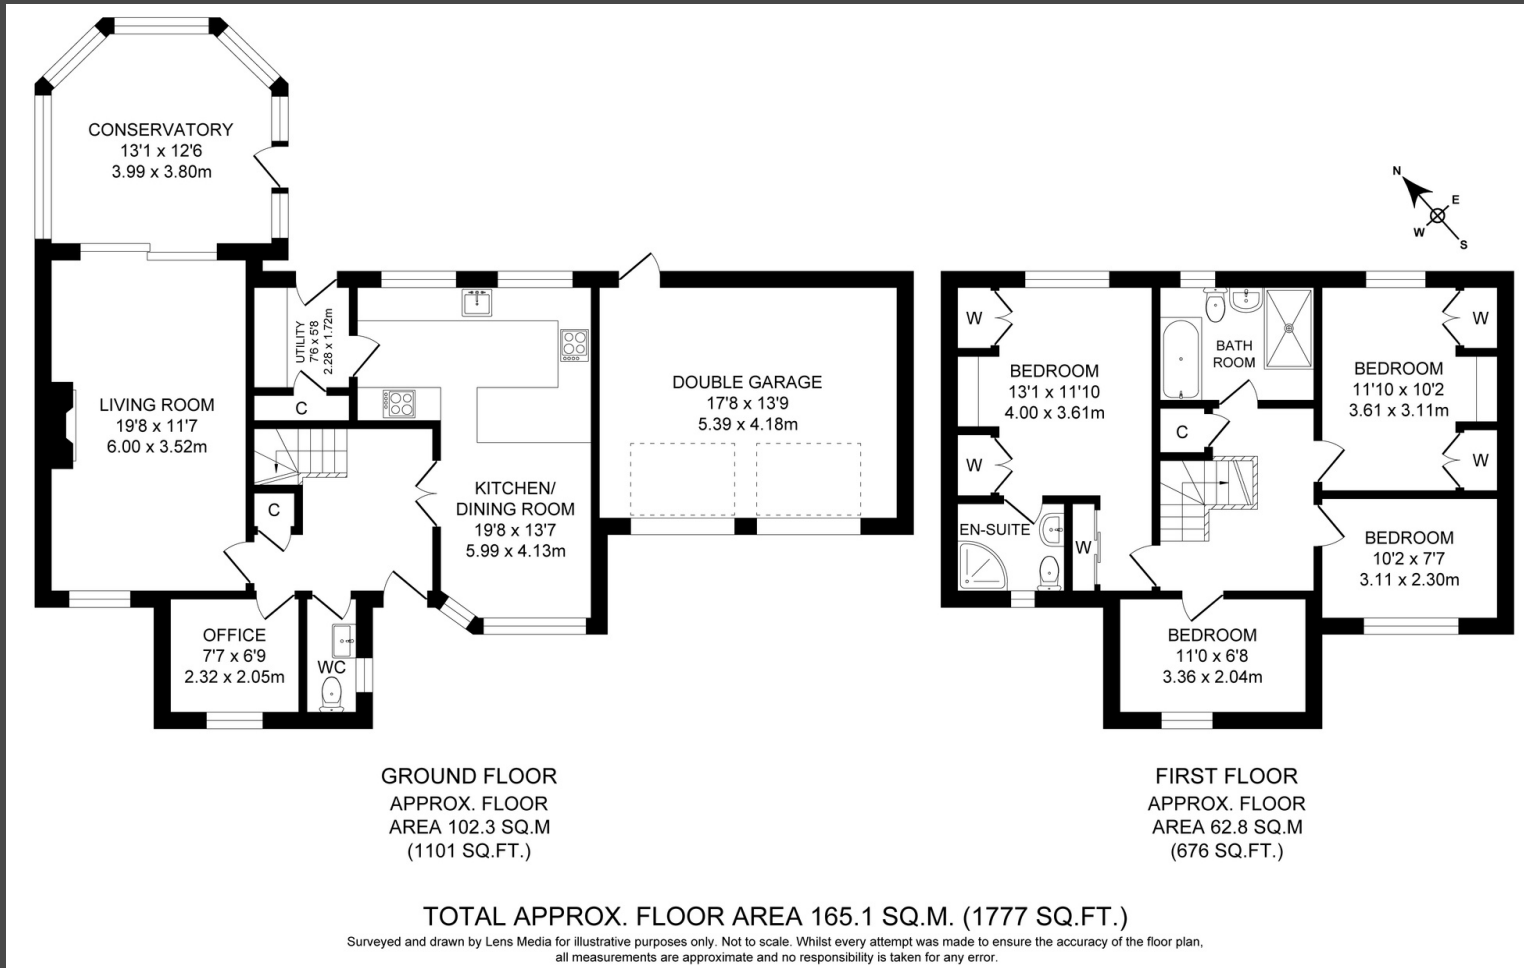 CONSERVATORY
13'1 x 12'6
3.99 x 3.80m
LIVING ROOM
19'8 x 11'7
6.00 x 3.52m
UTILITY
7'6 x 5'8
2.28 x 1.72m
C
C
KITCHEN/
DINING ROOM
19'8 x 13'7
5.99 x 4.13m
DOUBLE GARAGE
17'8 x 13'9
5.39 x 4.18m
OFFICE
7'7 x 6'9
2.32 x 2.05m
WC
GROUND FLOOR
APPROX. FLOOR
AREA 102.3 SQ.M
(1101 SQ.FT.)
N
E
W
S
W
BEDROOM
13'1 x 11'10
4.00 x 3.61m
W
EN-SUITE
W
BATH
ROOM
C
W
BEDROOM
11'10 x 10'2
3.61 x 3.11m
W
BEDROOM
10'2 x 7'7
3.11 x 2.30m
BEDROOM
11'0 x 6'8
3.36 x 2.04m
FIRST FLOOR
APPROX. FLOOR
AREA 62.8 SQ.M
(676 SQ.FT.)
TOTAL APPROX. FLOOR AREA 165.1 SQ.M. (1777 SQ.FT.)
Surveyed and drawn by Lens Media for illustrative purposes only. Not to scale. Whilst every attempt was made to ensure the accuracy of the floor plan,
all measurements are approximate and no responsibility is taken for any error.